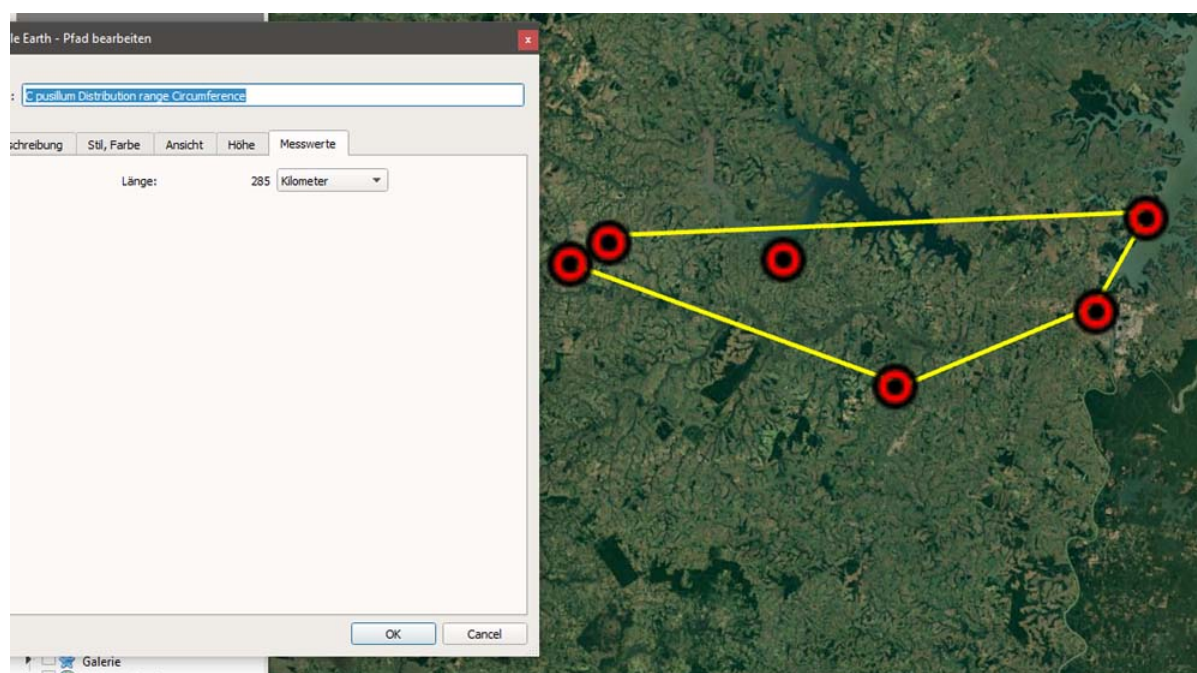 le Earth - Pfad bearbeiten
x
: C pusillum Distribution range Circumference
schreibung Stil, Farbe Ansicht Höhe Messwerte
Länge: 285 Kilometer
OK Cancel
Galerie